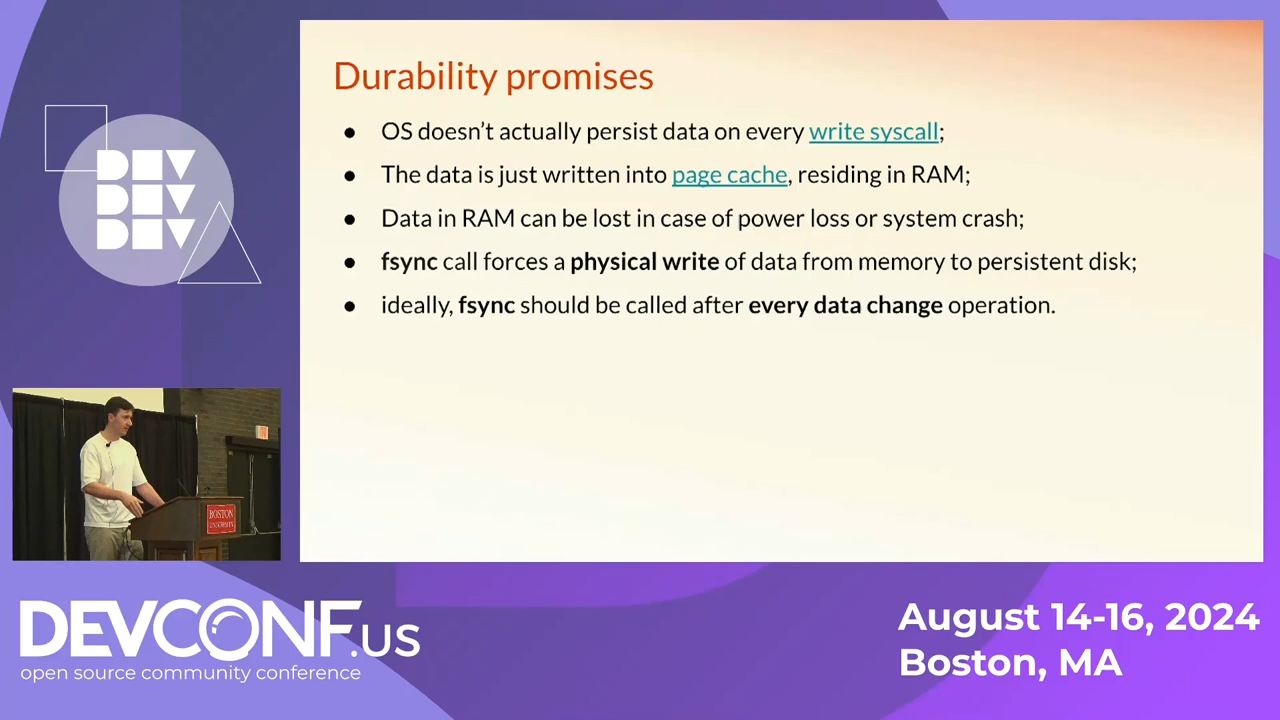 Durability promises
● OS doesn't actually persist data on every write syscall;
● The data is just written into page cache, residing in RAM;
● Data in RAM can be lost in case of power loss or system crash;
● fsync call forces a physical write of data from memory to persistent disk;
● ideally, fsync should be called after every data change operation.
DEV
DEV
DEV
BOSTON
UNIVERSITY
DEVCONF.US
open source community conference
August 14-16, 2024
Boston, MA